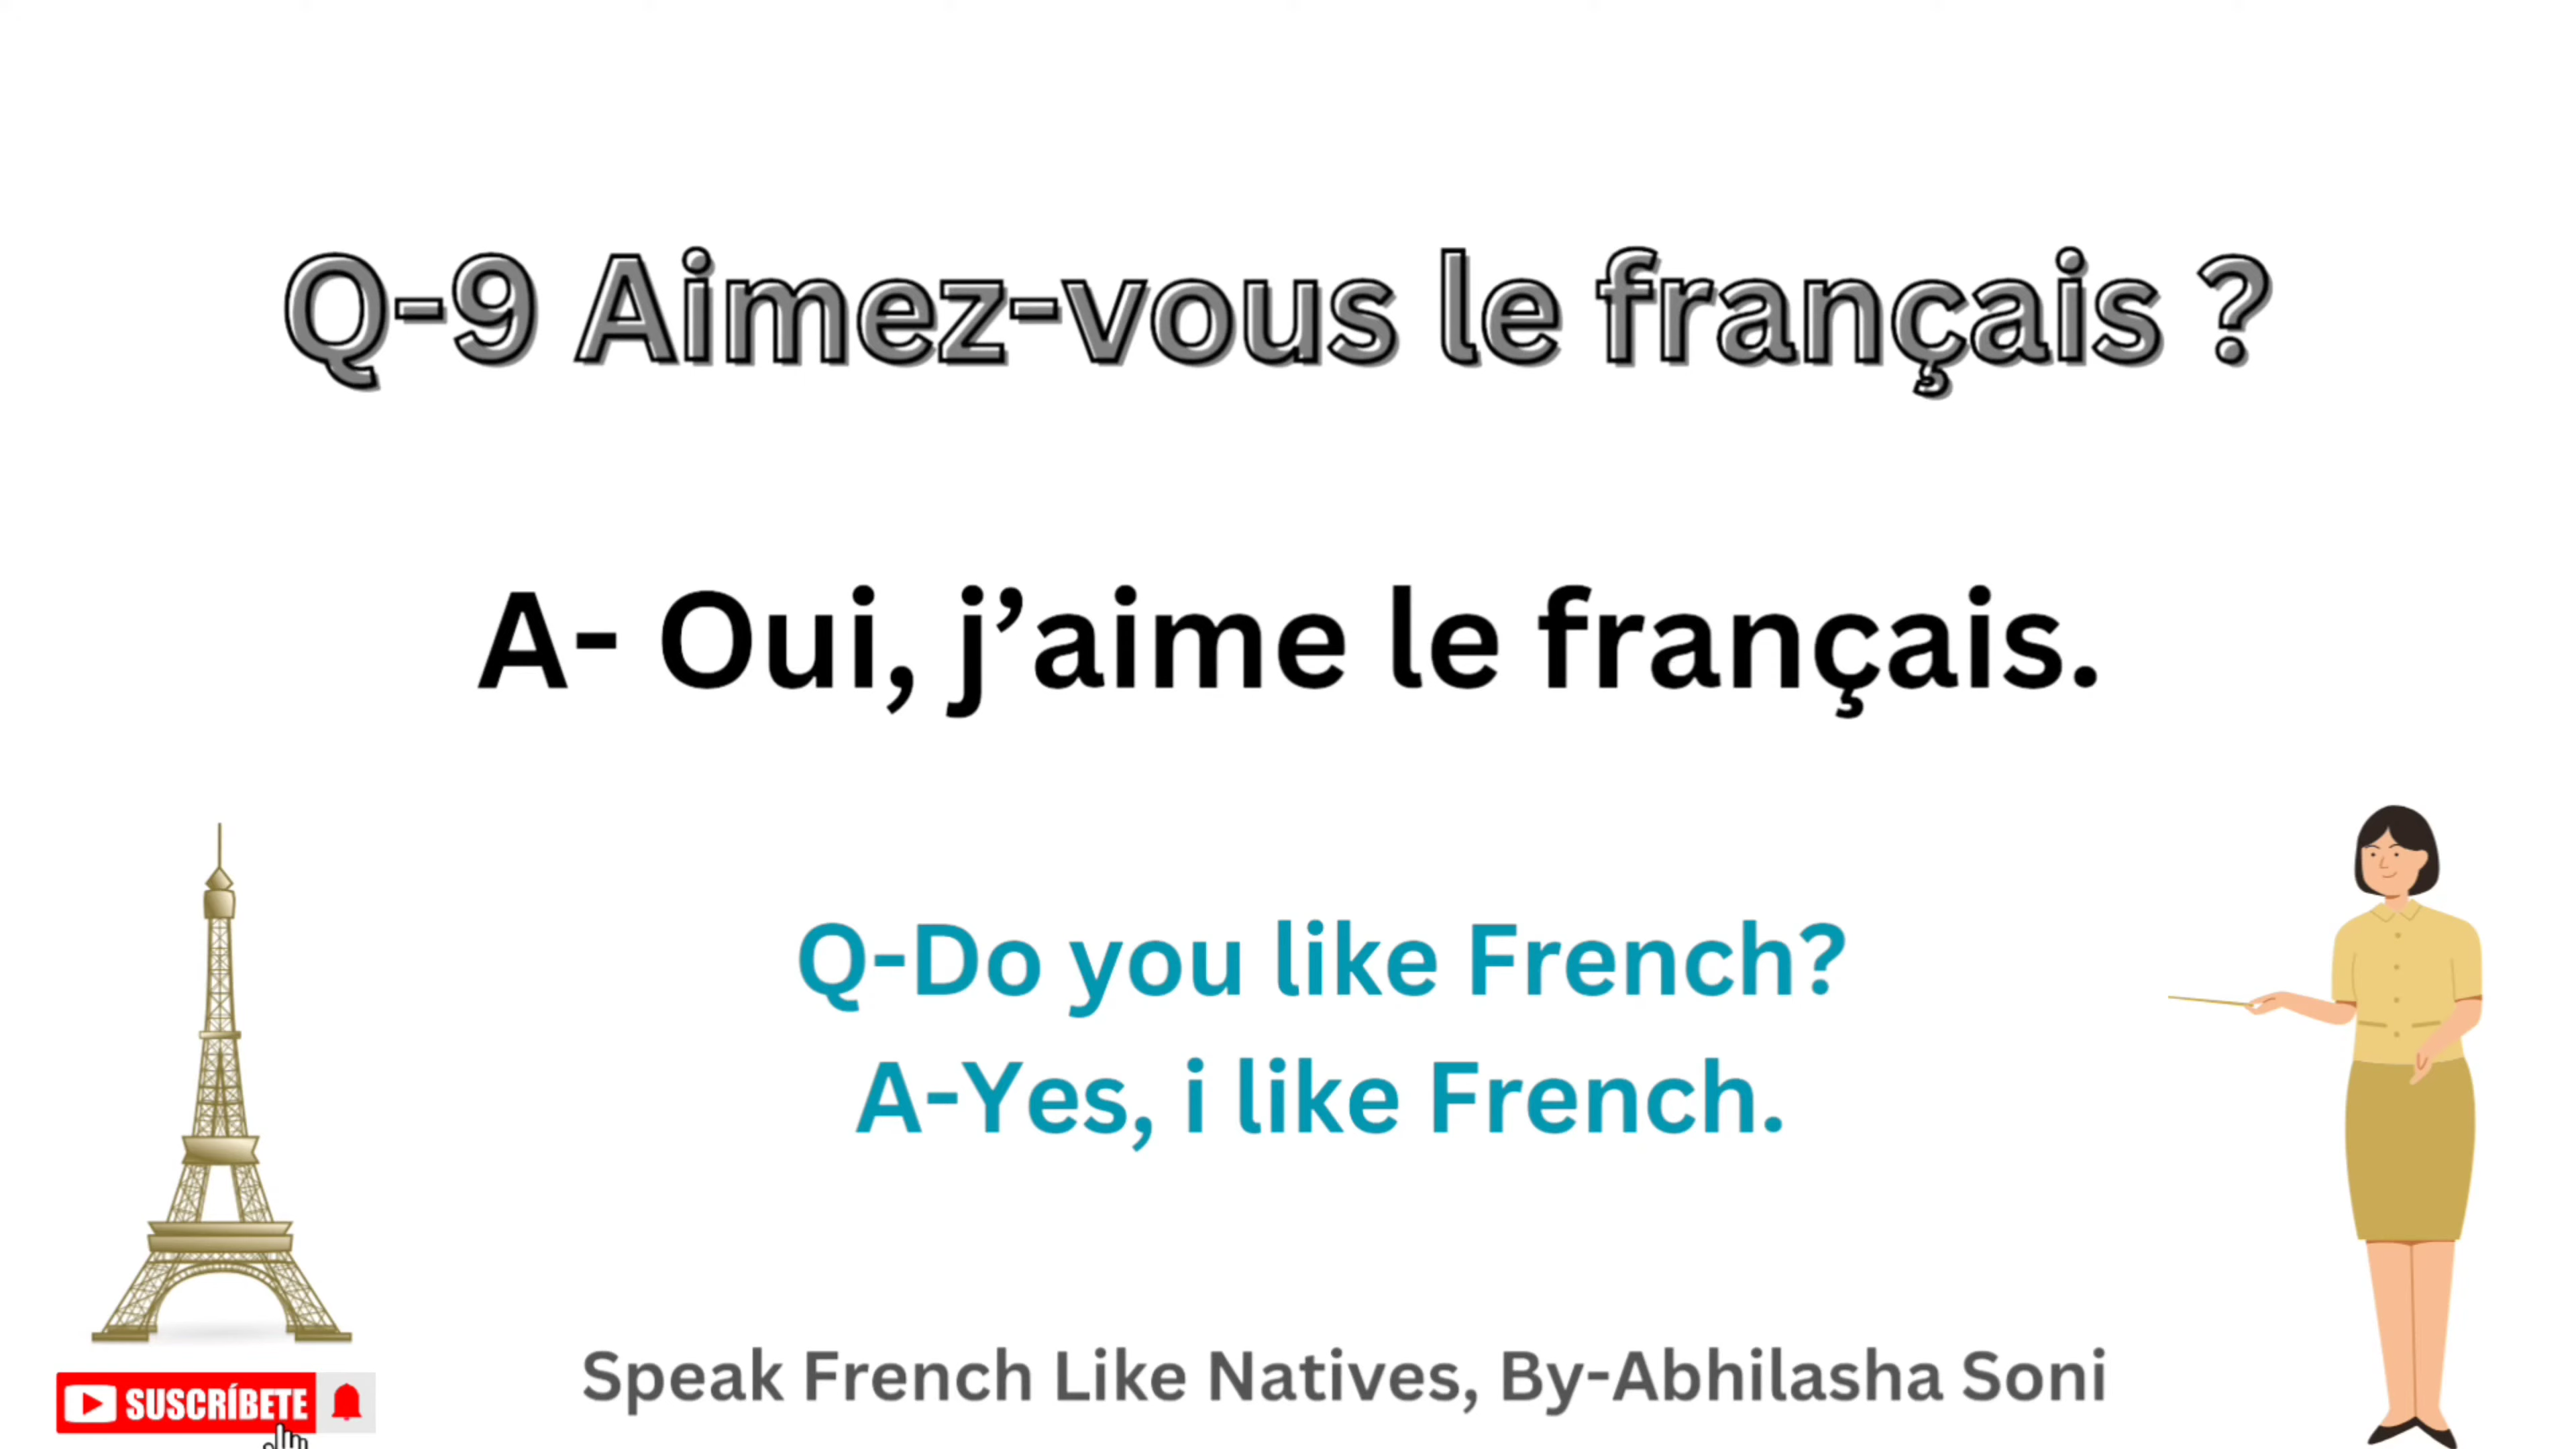 Q-9 Aimez-vous le français ?
A- Oui, j’aime le français.
Q-Do you like French?
A-Yes, i like French.
Speak French Like Natives, By-Abhilasha Soni
SUSCRÍBETE